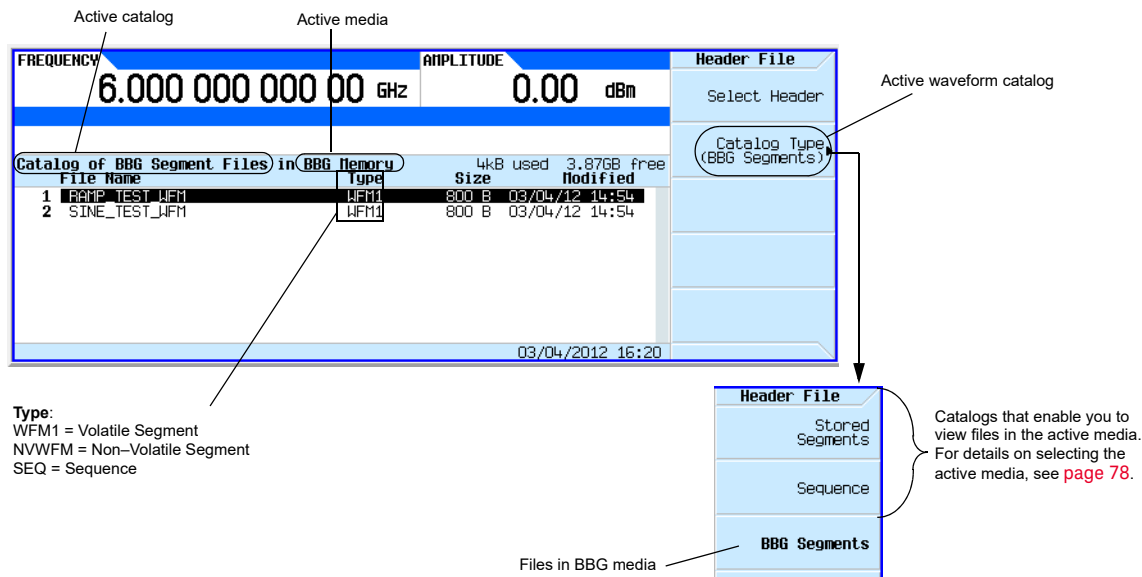 Active catalog
Active media
FREQUENCY
AMPLITUDE
6.000 000 000 00 GHz
0.00 dBm
Header File
Select Header
Catalog Type
(BBG Segments)
Active waveform catalog
Catalog of BBG Segment Files in BBG Memory 4kB used 3.87GB free
File Name Type Size Modified
1 RAMP_TEST_WFM WFM1 800 B 03/04/12 14:54
2 SINE_TEST_WFM WFM1 800 B 03/04/12 14:54
03/04/2012 16:20
Type:
WFM1 = Volatile Segment
NVWFM = Non–Volatile Segment
SEQ = Sequence
Header File
Stored
Segments
Sequence
BBG Segments
Files in BBG media
Catalogs that enable you to
view files in the active media.
For details on selecting the
active media, see page 78.